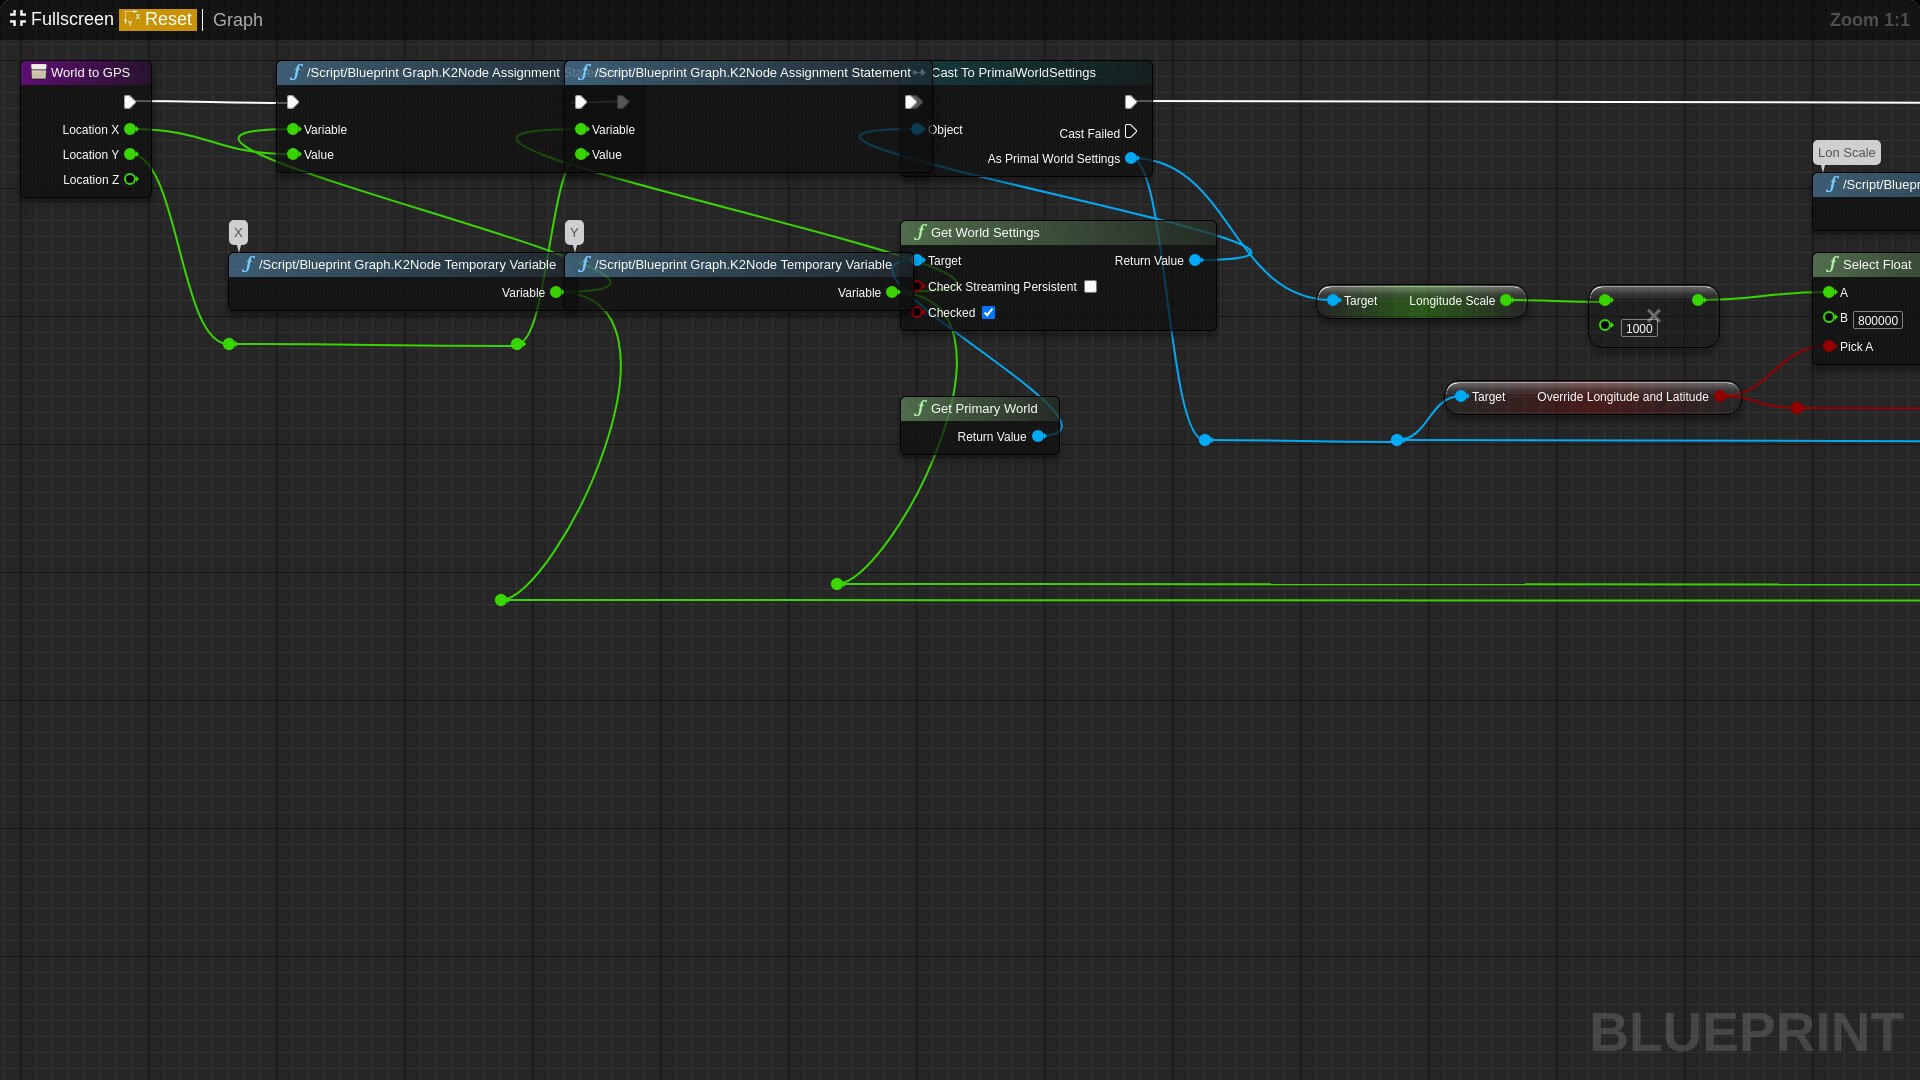 Fullscreen Reset Graph Zoom 1:1
World to GPS
Location X
Location Y
Location Z
/Script/Blueprint Graph.K2Node Assignment
Variable
Value
/Script/Blueprint Graph.K2Node Assignment Statement
Variable
Value
Cast To PrimalWorldSettings
Object
Cast Failed
As Primal World Settings
Lon Scale
/Script/Bluepr
X
/Script/Blueprint Graph.K2Node Temporary Variable
Variable
Y
/Script/Blueprint Graph.K2Node Temporary Variable
Variable
Get World Settings
Target Return Value
Check Streaming Persistent
Checked
Target Longitude Scale
1000
Select Float
A
B 800000
Pick A
Target Override Longitude and Latitude
Get Primary World
Return Value
BLUEPRINT